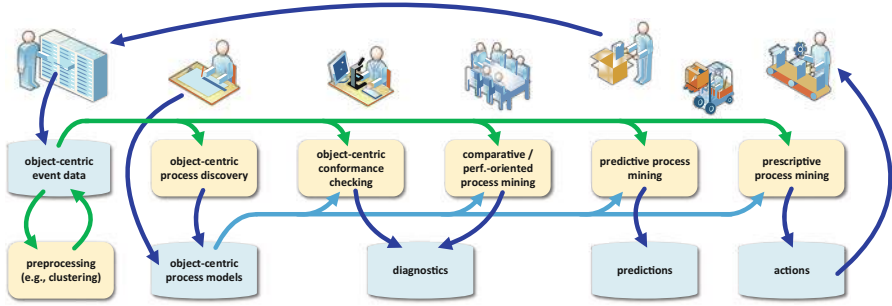 object-centric
event data
object-centric
process discovery
object-centric
conformance
checking
comparative /
perf.-oriented
process mining
predictive process
mining
prescriptive
process mining
preprocessing
(e.g., clustering)
object-centric
process models
diagnostics
predictions
actions